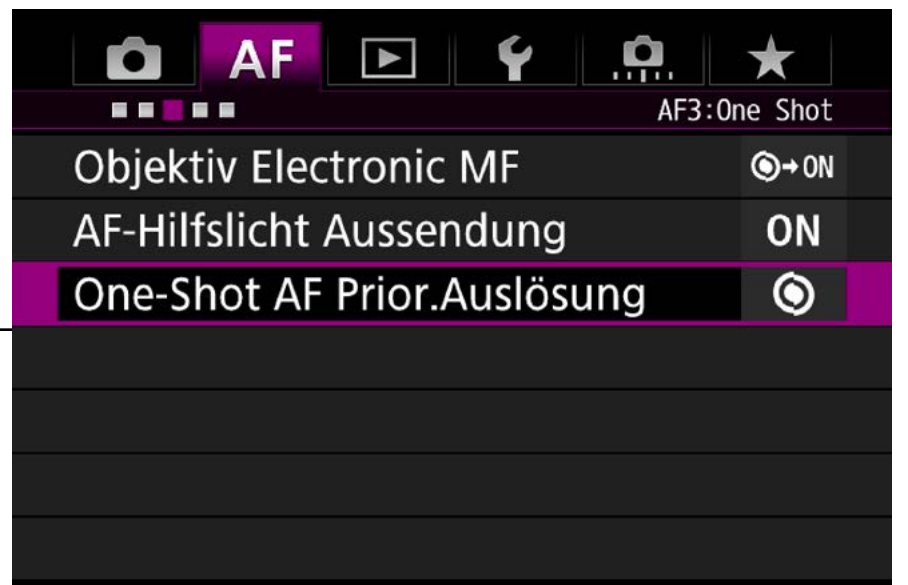 AF
AF3:One Shot
Objektiv Electronic MF ON
AF-Hilfslicht Aussendung ON
One-Shot AF Prior.Auslösung